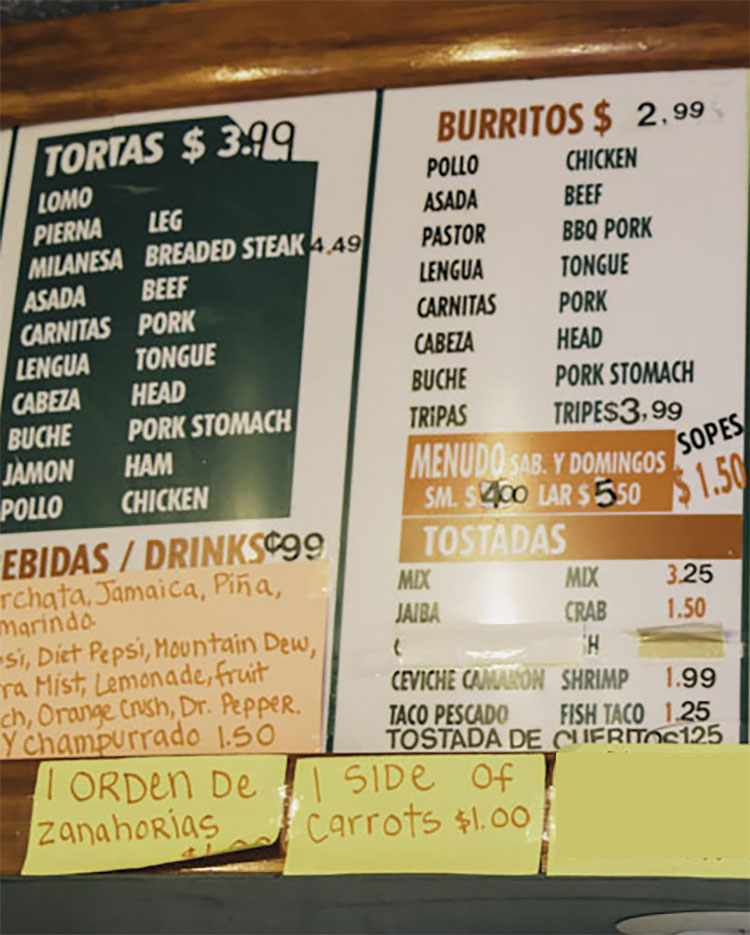 TORTAS $ 3.99
LOMO
PIERNA LEG
MILANESA BREADED STEAK 4.49
ASADA BEEF
CARNITAS PORK
LENGUA TONGUE
CABEZA HEAD
BUCHE PORK STOMACH
JAMON HAM
POLLO CHICKEN
EBIDAS / DRINKS ¢99
rchata, Jamaica, Piña,
marindo.
si, Diet Pepsi, Mountain Dew,
ra Mist, Lemonade, fruit
ch, Orange Crush, Dr. Pepper.
Y Champurrado 1.50
BURRITOS $ 2.99
POLLO CHICKEN
ASADA BEEF
PASTOR BBQ PORK
LENGUA TONGUE
CARNITAS PORK
CABEZA HEAD
BUCHE PORK STOMACH
TRiPAS TRIPE $3.99
MENUDO SAB. Y DOMINGOS
SM. $ 4.00 LAR $ 5.50
SOPES
$ 1.50
TOSTADAS
MIX MIX 3.25
JAIBA CRAB 1.50
H
CEVICHE CAMARON SHRIMP 1.99
TACO PESCADO FISH TACO 1.25
TOSTADA DE CUERITOS 125
1 ORDEN De
zanahorias
1 SIDe of
Carrots $1.00